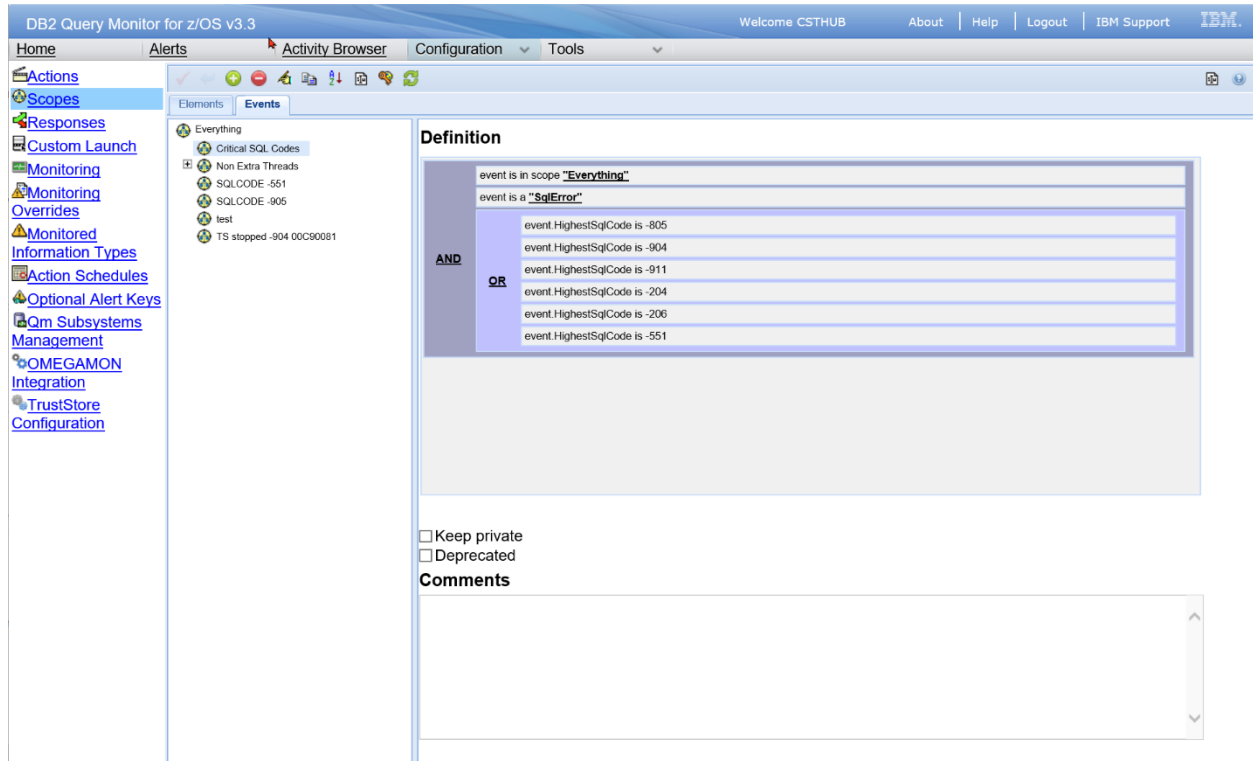 DB2 Query Monitor for z/OS v3.3
Welcome CSTHUB About Help Logout IBM Support IBM.
Home Alerts Activity Browser Configuration Tools
Actions
Scopes
Responses
Custom Launch
Monitoring
Monitoring
Overrides
Monitored
Information Types
Action Schedules
Optional Alert Keys
Qm Subsystems
Management
OMEGAMON
Integration
TrustStore
Configuration
Elements Events
Everything
Critical SQL Codes
Non Extra Threads
SQLCODE -551
SQLCODE -905
test
TS stopped -904 00C90081
Definition
event is in scope "Everything"
event is a "SqlError"
AND
OR
event.HighestSqlCode is -805
event.HighestSqlCode is -904
event.HighestSqlCode is -911
event.HighestSqlCode is -204
event.HighestSqlCode is -206
event.HighestSqlCode is -551
Keep private
Deprecated
Comments